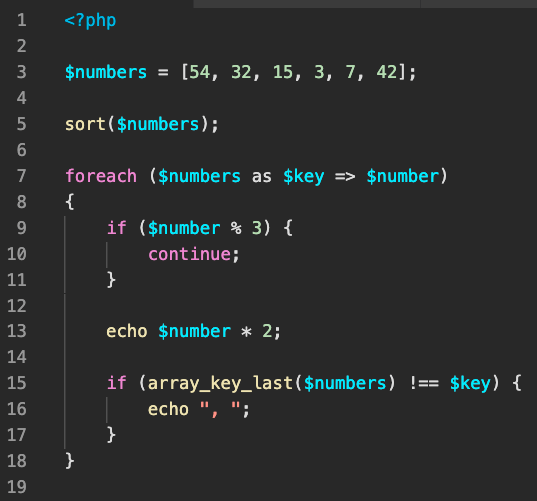 1 <?php
2
3 $numbers = [54, 32, 15, 3, 7, 42];
4
5 sort($numbers);
6
7 foreach ($numbers as $key => $number)
8 {
9     if ($number % 3) {
10         continue;
11     }
12
13     echo $number * 2;
14
15     if (array_key_last($numbers) !== $key) {
16         echo ", ";
17     }
18 }
19